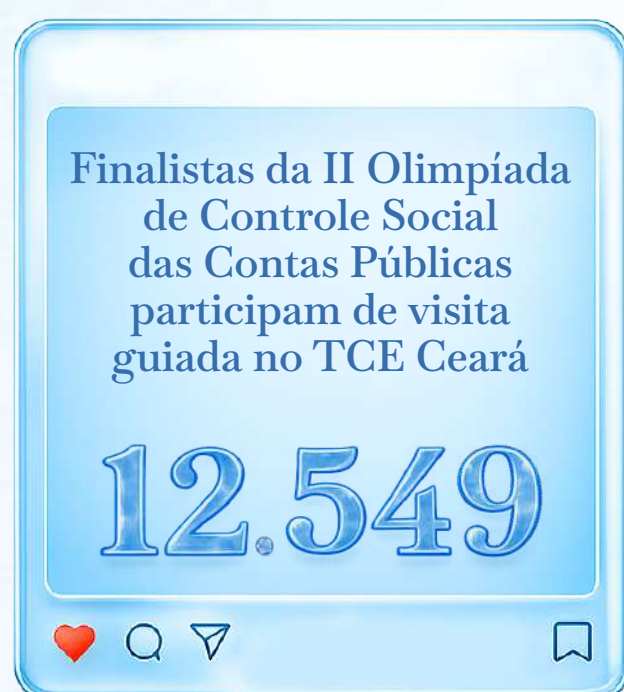 Finalistas da II Olimpíada
de Controle Social
das Contas Públicas
participam de visita
guiada no TCE Ceará
12.549